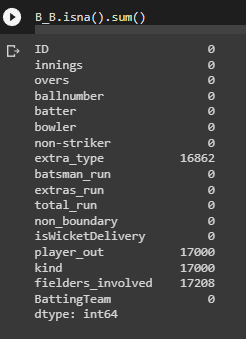 B_B.isna().sum()
ID 0
innings 0
overs 0
ballnumber 0
batter 0
bowler 0
non-striker 0
extra_type 16862
batsman_run 0
extras_run 0
total_run 0
non_boundary 0
isWicketDelivery 0
player_out 17000
kind 17000
fielders_involved 17208
BattingTeam 0
dtype: int64